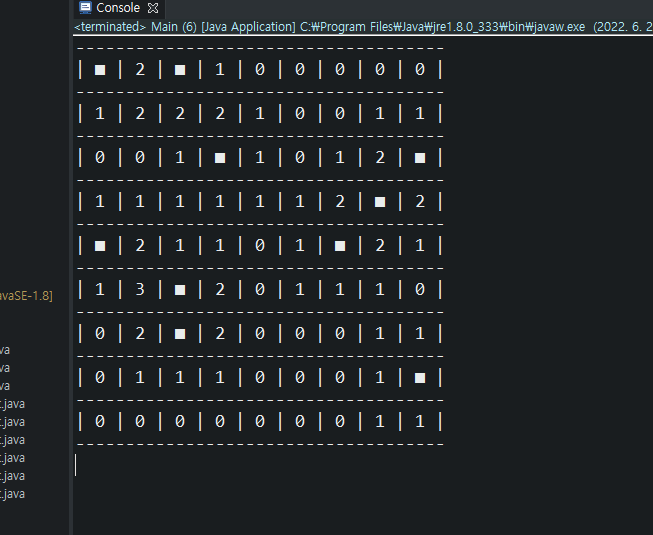 Console
<terminated> Main (6) [Java Application] C:₩Program Files₩Java₩jre1.8.0_333₩bin₩javaw.exe (2022. 6. 2
----------------------------------------------
| ■ | 2 | ■ | 1 | 0 | 0 | 0 | 0 | 0 |
----------------------------------------------
| 1 | 2 | 2 | 2 | 1 | 0 | 0 | 1 | 1 |
----------------------------------------------
| 0 | 0 | 1 | ■ | 1 | 0 | 1 | 2 | ■ |
----------------------------------------------
| 1 | 1 | 1 | 1 | 1 | 1 | 2 | ■ | 2 |
----------------------------------------------
| ■ | 2 | 1 | 1 | 0 | 1 | ■ | 2 | 1 |
----------------------------------------------
| 1 | 3 | ■ | 2 | 0 | 1 | 1 | 1 | 0 |
----------------------------------------------
| 0 | 2 | ■ | 2 | 0 | 0 | 0 | 1 | 1 |
----------------------------------------------
| 0 | 1 | 1 | 1 | 0 | 0 | 0 | 1 | ■ |
----------------------------------------------
| 0 | 0 | 0 | 0 | 0 | 0 | 0 | 1 | 1 |
----------------------------------------------
avaSE-1.8]
va
va
va
t.java
t.java
t.java
t.java
t.java
t.java